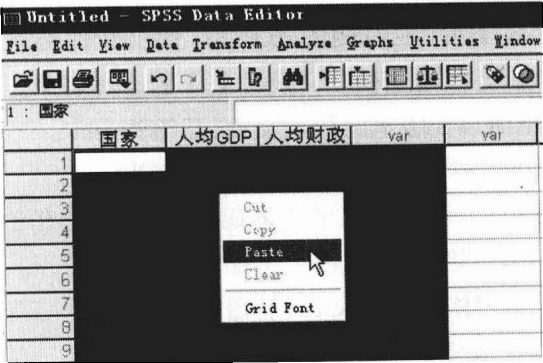 Untitled - SPSS Data Editor
File Edit View Data Transform Analyze Graphs Utilities Window
1 : 国家
国家 人均GDP 人均财政 var var
1
2
3
4
5
6
7
8
9
Cut
Copy
Paste
Clear
Grid Font